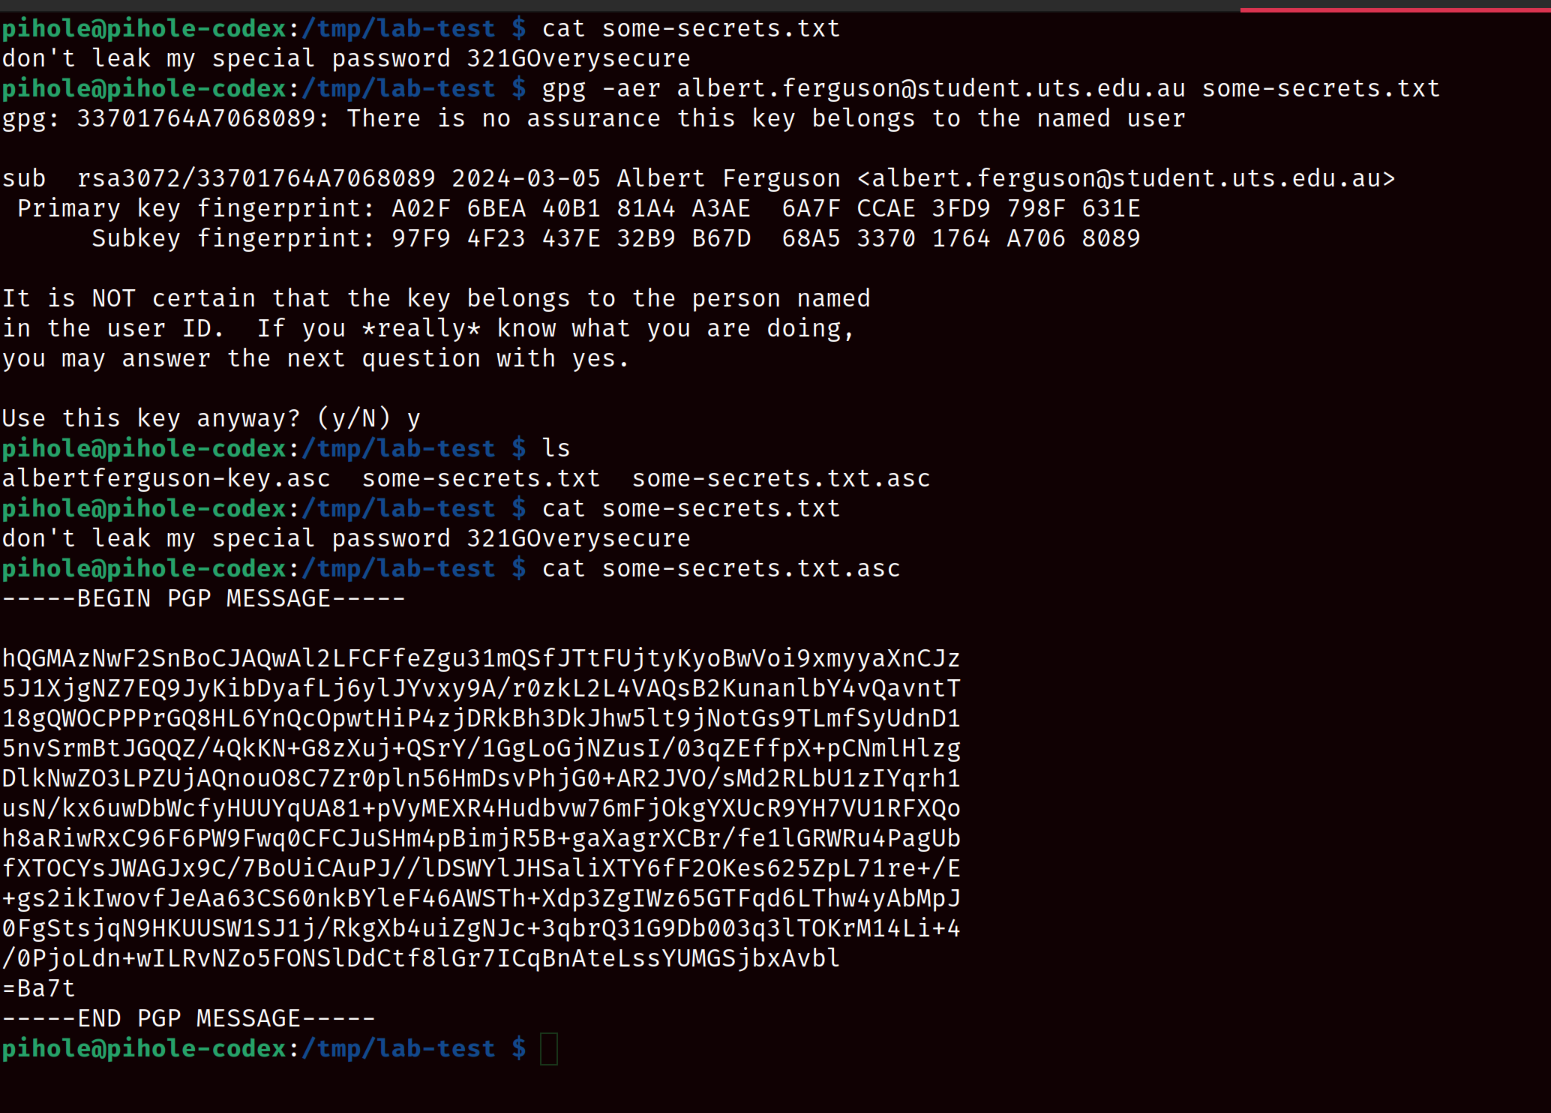 pihole@pihole-codex:/tmp/lab-test $ cat some-secrets.txt
don't leak my special password 321GOverysecure
pihole@pihole-codex:/tmp/lab-test $ gpg -aer albert.ferguson@student.uts.edu.au some-secrets.txt
gpg: 33701764A7068089: There is no assurance this key belongs to the named user

sub  rsa3072/33701764A7068089 2024-03-05 Albert Ferguson <albert.ferguson@student.uts.edu.au>
 Primary key fingerprint: A02F 6BEA 40B1 81A4 A3AE  6A7F CCAE 3FD9 798F 631E
      Subkey fingerprint: 97F9 4F23 437E 32B9 B67D  68A5 3370 1764 A706 8089

It is NOT certain that the key belongs to the person named
in the user ID.  If you *really* know what you are doing,
you may answer the next question with yes.

Use this key anyway? (y/N) y
pihole@pihole-codex:/tmp/lab-test $ ls
albertferguson-key.asc  some-secrets.txt  some-secrets.txt.asc
pihole@pihole-codex:/tmp/lab-test $ cat some-secrets.txt
don't leak my special password 321GOverysecure
pihole@pihole-codex:/tmp/lab-test $ cat some-secrets.txt.asc
-----BEGIN PGP MESSAGE-----

hQGMAzNwF2SnBoCJAQwAl2LFCFfeZgu31mQSfJTtFUjtyKyoBwVoi9xmyyaXnCJz
5J1XjgNZ7EQ9JyKibDyafLj6ylJYvxy9A/r0zkL2L4VAQsB2KunanlbY4vQavntT
18gQWOCPPPrGQ8HL6YnQcOpwtHiP4zjDRkBh3DkJhw5lt9jNotGs9TLmfSyUdnD1
5nvSrmBtJGQQZ/4QkKN+G8zXuj+QSrY/1GgLoGjNZusI/03qZEffpX+pCNmlHlzg
DlkNwZO3LPZUjAQnouO8C7Zr0pln56HmDsvPhjG0+AR2JVO/sMd2RLbU1zIYqrh1
usN/kx6uwDbWcfyHUUYqUA81+pVyMEXR4Hudbvw76mFjOkgYXUcR9YH7VU1RFXQo
h8aRiwRxC96F6PW9Fwq0CFCJuSHm4pBimjR5B+gaXagrXCBr/fe1lGRWRu4PagUb
fXTOCYsJWAGJx9C/7BoUiCAuPJ//lDSWYlJHSaliXTY6fF2OKes625ZpL71re+/E
+gs2ikIwovfJeAa63CS60nkBYleF46AWSTh+Xdp3ZgIWz65GTFqd6LThw4yAbMpJ
0FgStsjqN9HKUUSW1SJ1j/RkgXb4uiZgNJc+3qbrQ31G9Db003q3lTOKrM14Li+4
/0PjoLdn+wILRvNZo5FONSlDdCtf8lGr7ICqBnAteLssYUMGSjbxAvbl
=Ba7t
-----END PGP MESSAGE-----
pihole@pihole-codex:/tmp/lab-test $